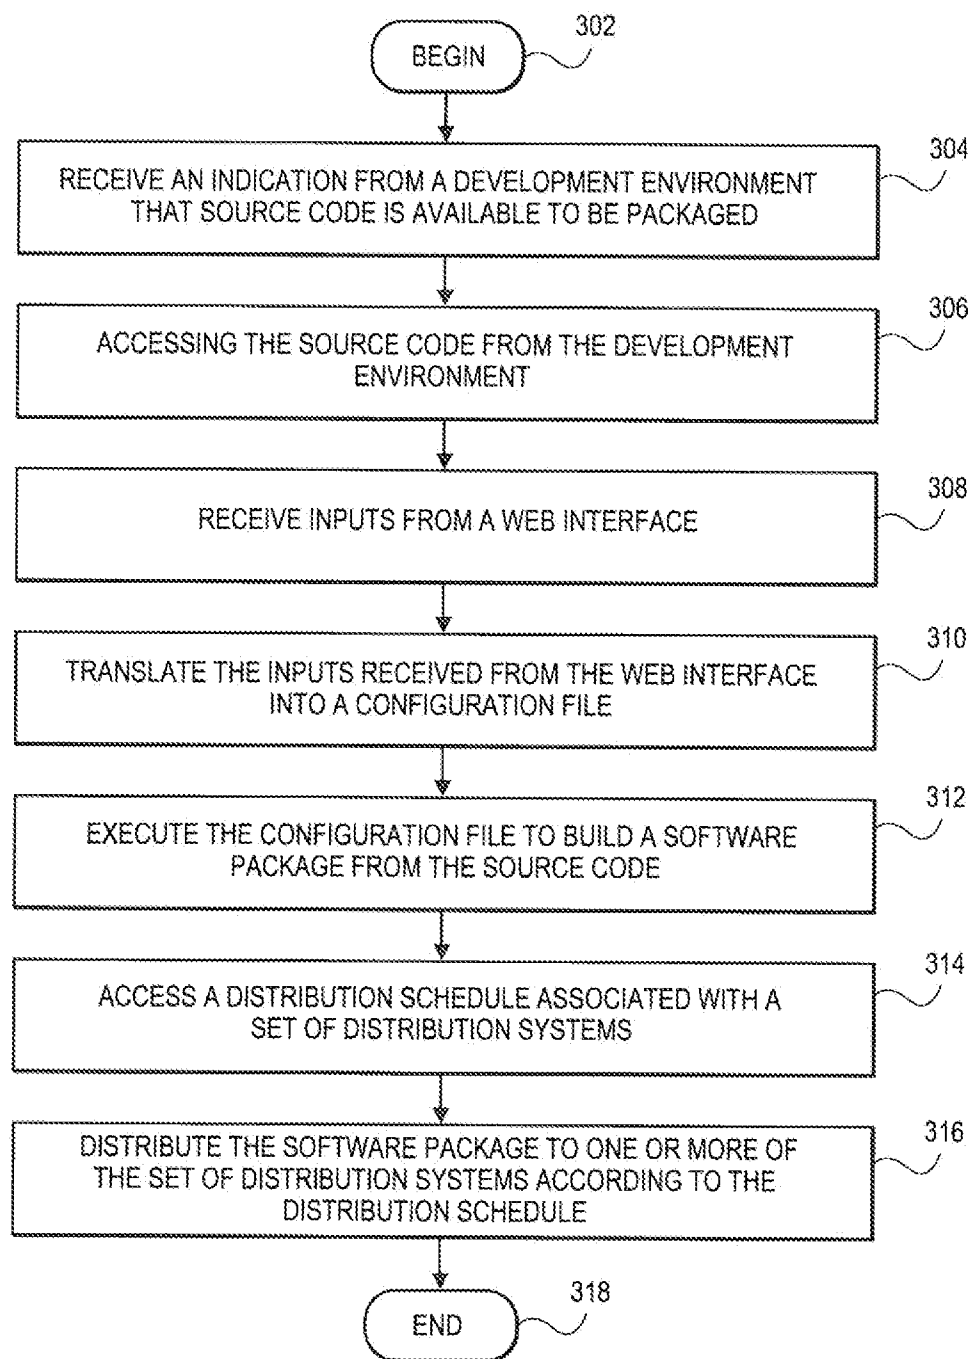 302
BEGIN
304
RECEIVE AN INDICATION FROM A DEVELOPMENT ENVIRONMENT
THAT SOURCE CODE IS AVAILABLE TO BE PACKAGED
306
ACCESSING THE SOURCE CODE FROM THE DEVELOPMENT
ENVIRONMENT
308
RECEIVE INPUTS FROM A WEB INTERFACE
310
TRANSLATE THE INPUTS RECEIVED FROM THE WEB INTERFACE
INTO A CONFIGURATION FILE
312
EXECUTE THE CONFIGURATION FILE TO BUILD A SOFTWARE
PACKAGE FROM THE SOURCE CODE
314
ACCESS A DISTRIBUTION SCHEDULE ASSOCIATED WITH A
SET OF DISTRIBUTION SYSTEMS
316
DISTRIBUTE THE SOFTWARE PACKAGE TO ONE OR MORE OF
THE SET OF DISTRIBUTION SYSTEMS ACCORDING TO THE
DISTRIBUTION SCHEDULE
318
END